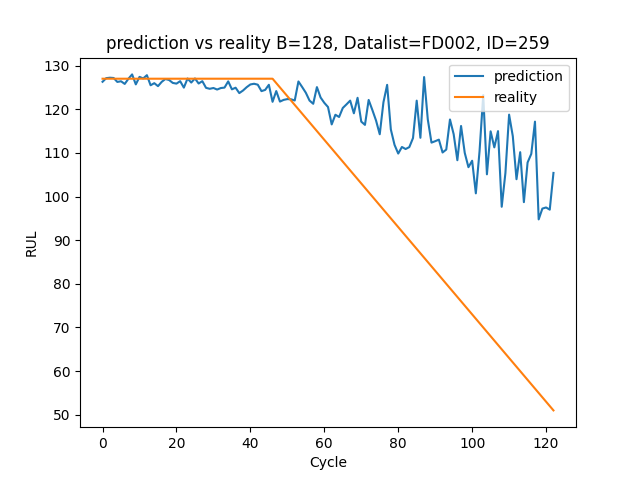 prediction vs reality B=128, Datalist=FD002, ID=259
prediction
reality
130
120
110
100
90
80
70
60
50
RUL
0 20 40 60 80 100 120
Cycle